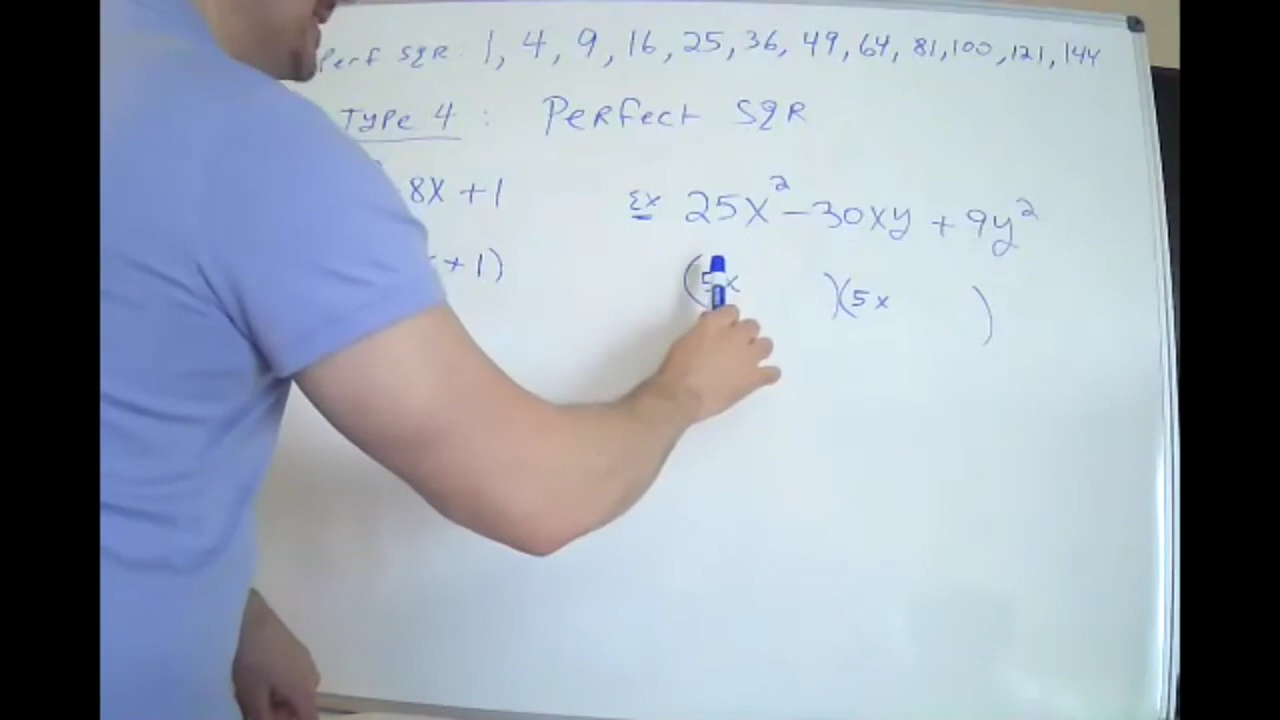 Perf SQR: 1, 4, 9, 16, 25, 36, 49, 64, 81, 100, 121, 144
Type 4 : Perfect SQR
8x + 1
Ex 25x² - 30xy + 9y²
+ 1)
(5x )(5x )